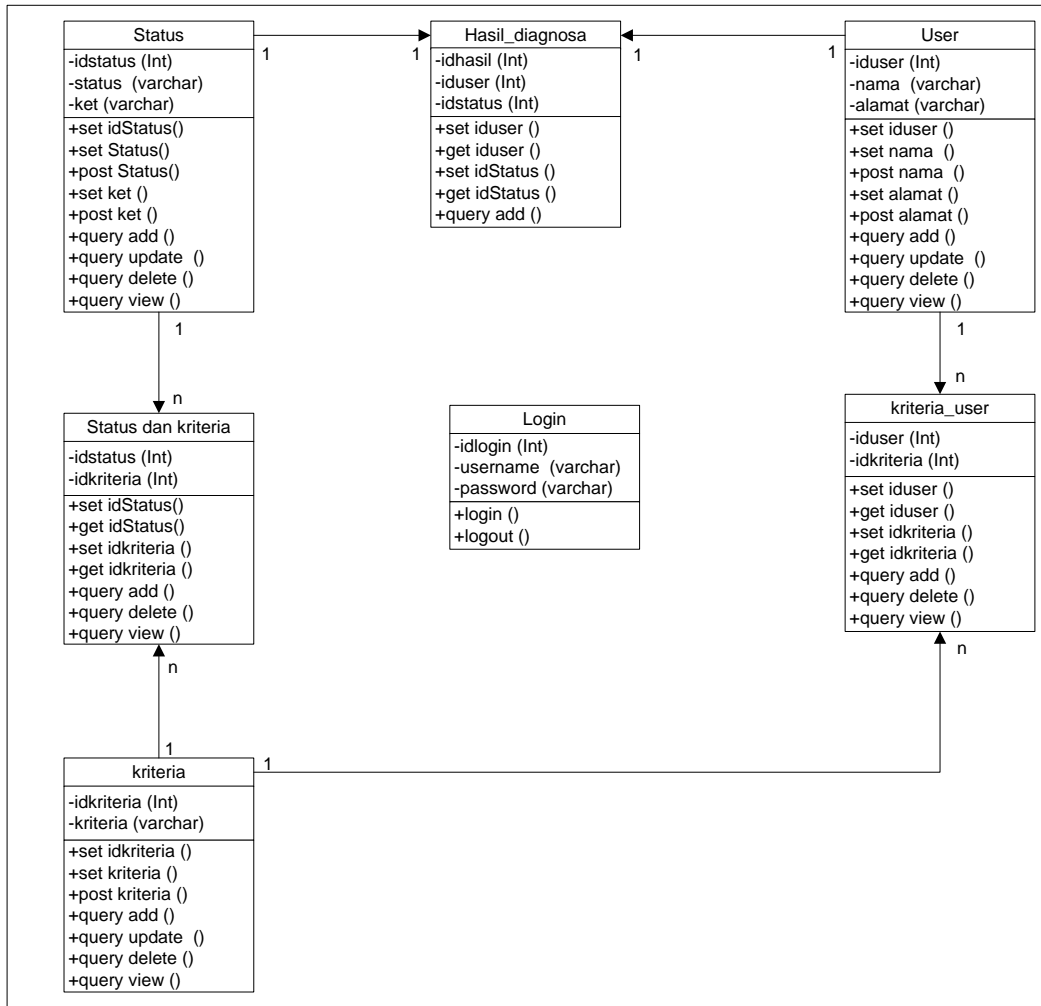 Status
-idstatus (Int)
-status (varchar)
-ket (varchar)
+set idStatus()
+set Status()
+post Status()
+set ket ()
+post ket ()
+query add ()
+query update ()
+query delete ()
+query view ()
1
1
Hasil_diagnosa
-idhasil (Int)
-iduser (Int)
-idstatus (Int)
+set iduser ()
+get iduser ()
+set idStatus ()
+get idStatus ()
+query add ()
1
1
User
-iduser (Int)
-nama (varchar)
-alamat (varchar)
+set iduser ()
+set nama ()
+post nama ()
+set alamat ()
+post alamat ()
+query add ()
+query update ()
+query delete ()
+query view ()
1
n
Status dan kriteria
-idstatus (Int)
-idkriteria (Int)
+set idStatus()
+get idStatus()
+set idkriteria ()
+get idkriteria ()
+query add ()
+query delete ()
+query view ()
n
1
Login
-idlogin (Int)
-username (varchar)
-password (varchar)
+login ()
+logout ()
1
n
kriteria_user
-iduser (Int)
-idkriteria (Int)
+set iduser ()
+get iduser ()
+set idkriteria ()
+get idkriteria ()
+query add ()
+query delete ()
+query view ()
n
1
kriteria
-idkriteria (Int)
-kriteria (varchar)
+set idkriteria ()
+set kriteria ()
+post kriteria ()
+query add ()
+query update ()
+query delete ()
+query view ()